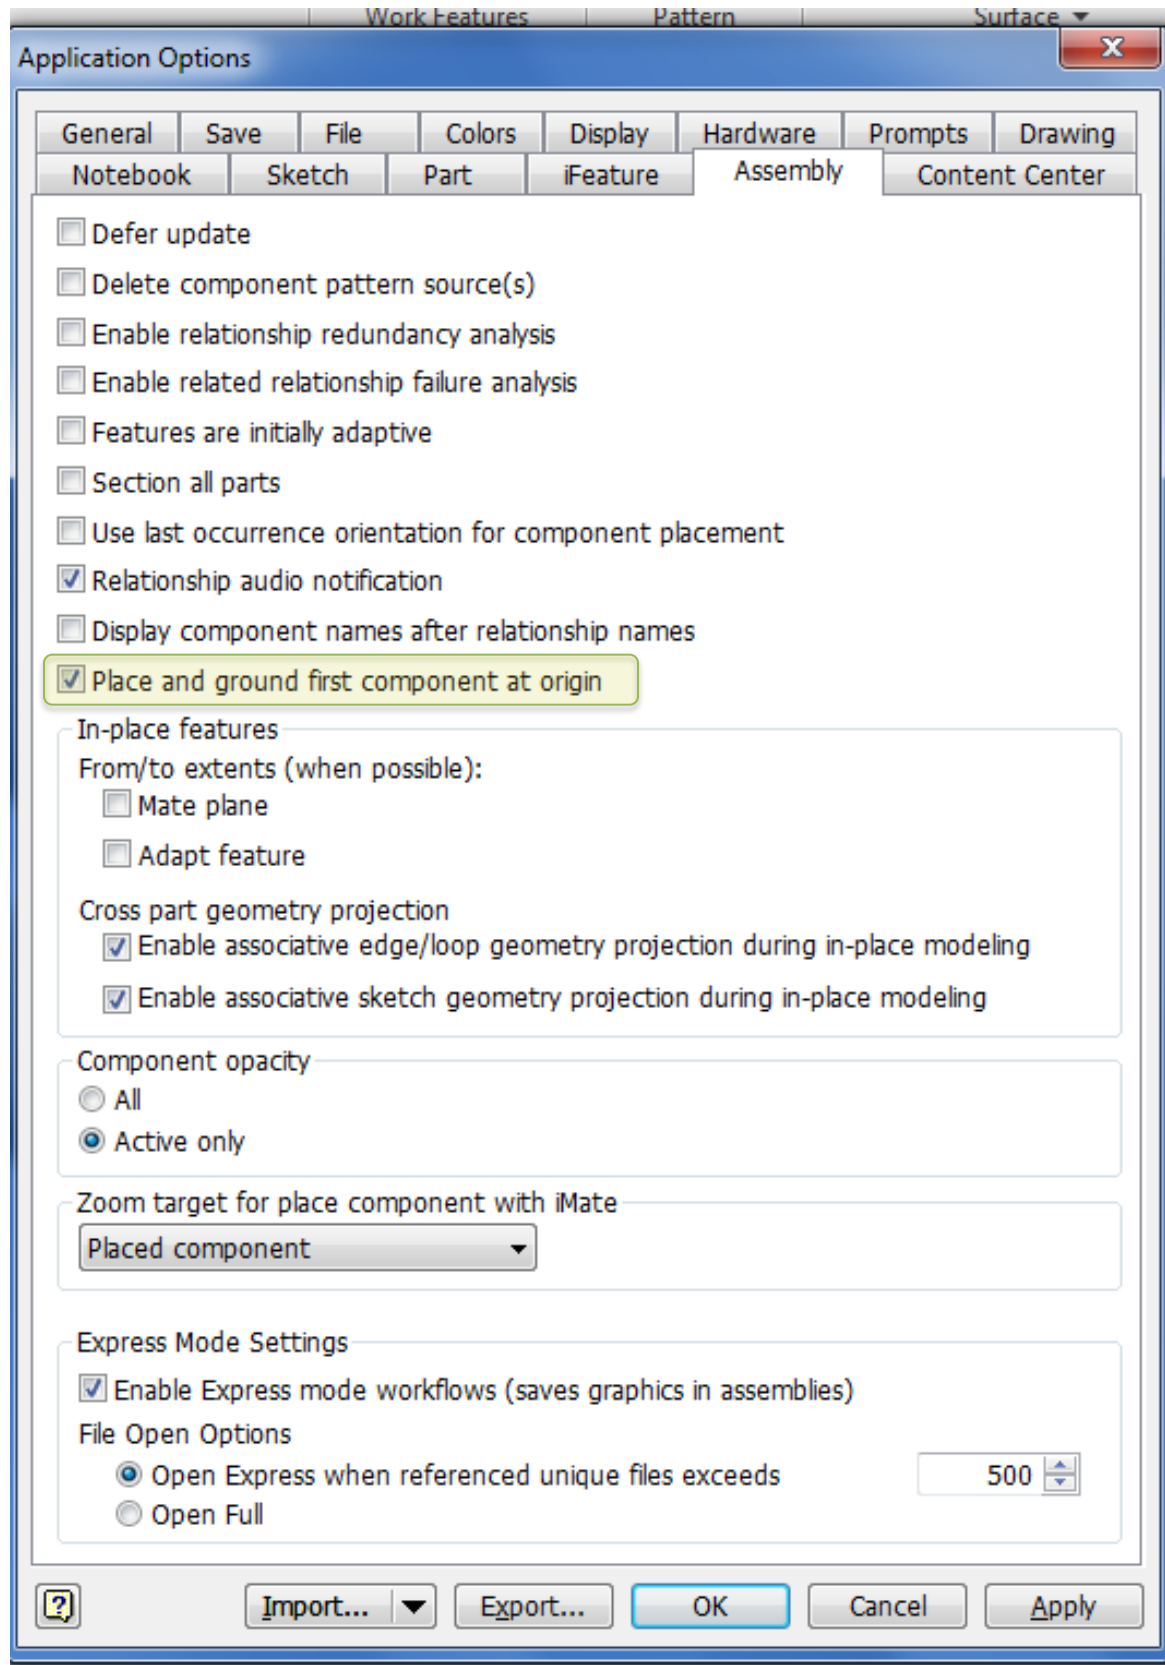 Work Features Pattern Surface
Application Options
General Save File Colors Display Hardware Prompts Drawing
Notebook Sketch Part iFeature Assembly Content Center
Defer update
Delete component pattern source(s)
Enable relationship redundancy analysis
Enable related relationship failure analysis
Features are initially adaptive
Section all parts
Use last occurrence orientation for component placement
Relationship audio notification
Display component names after relationship names
Place and ground first component at origin
In-place features
From/to extents (when possible):
Mate plane
Adapt feature
Cross part geometry projection
Enable associative edge/loop geometry projection during in-place modeling
Enable associative sketch geometry projection during in-place modeling
Component opacity
All
Active only
Zoom target for place component with iMate
Placed component
Express Mode Settings
Enable Express mode workflows (saves graphics in assemblies)
File Open Options
Open Express when referenced unique files exceeds 500
Open Full
? Import... Export... OK Cancel Apply